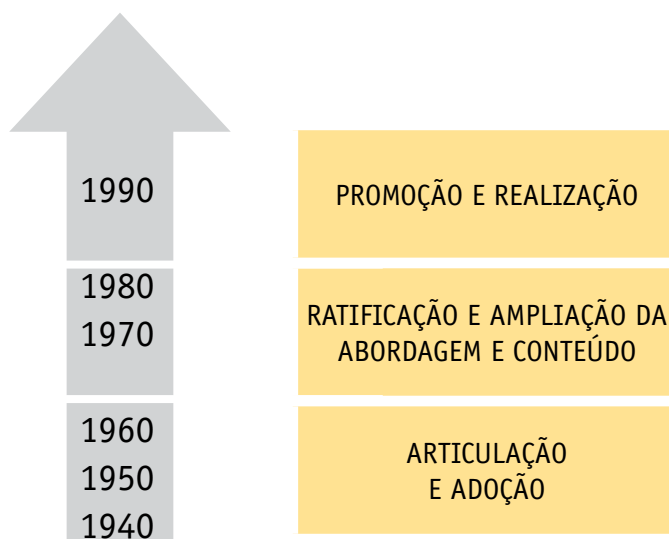 1990
PROMOÇÃO E REALIZAÇÃO
1980
1970
RATIFICAÇÃO E AMPLIAÇÃO DA
ABORDAGEM E CONTEÚDO
1960
1950
1940
ARTICULAÇÃO
E ADOÇÃO